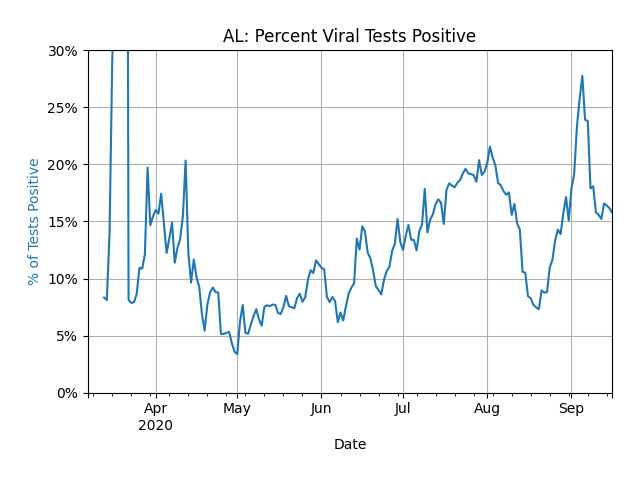 AL: Percent Viral Tests Positive
30%
25%
20%
15%
10%
5%
0%
% of Tests Positive
Apr May Jun Jul Aug Sep
2020
Date